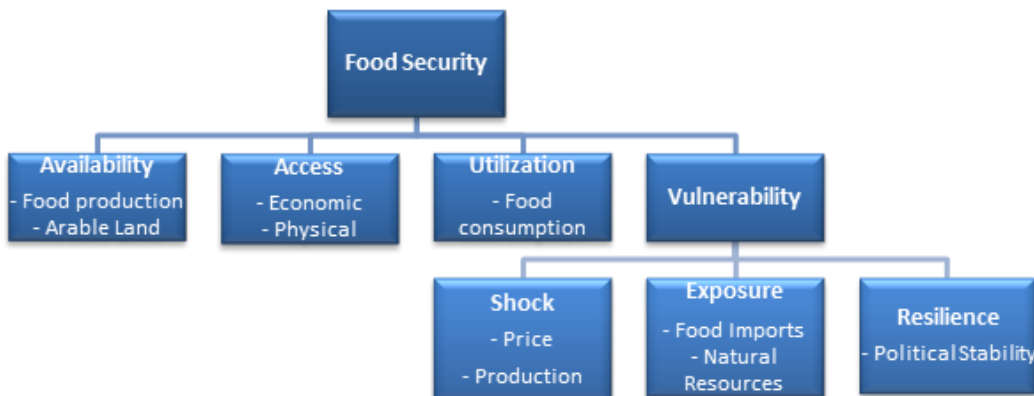 Food Security
Availability
- Food production
- Arable Land
Access
- Economic
- Physical
Utilization
- Food
consumption
Vulnerability
Shock
- Price
- Production
Exposure
- Food Imports
- Natural
Resources
Resilience
- Political Stability